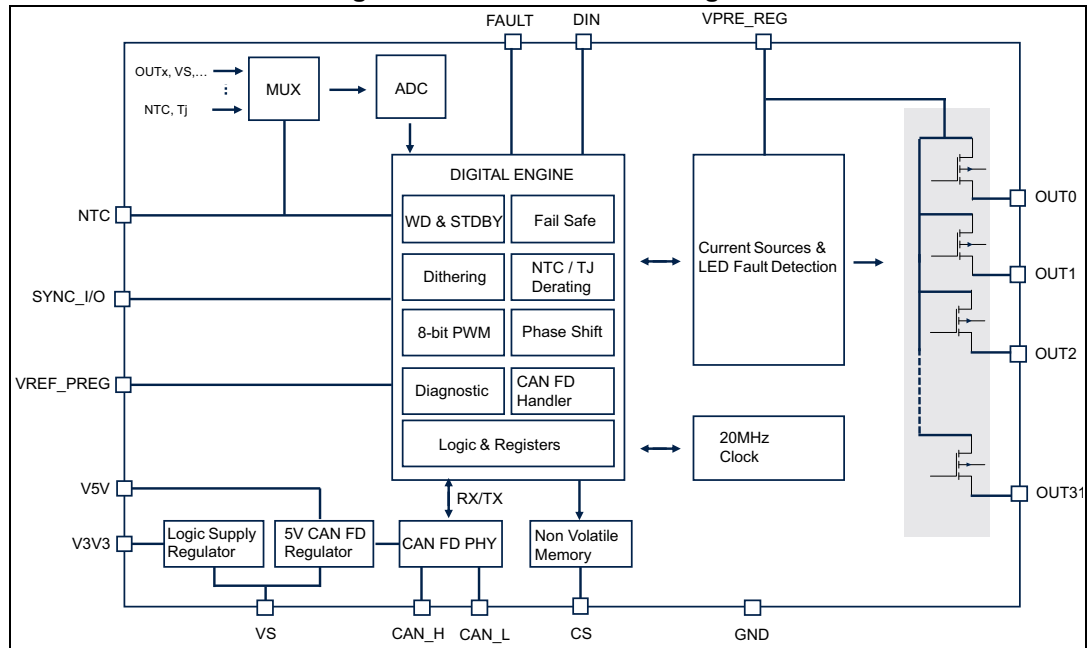 FAULT DIN VPRE_REG
OUTx, VS,...
⋮
NTC, Tj
MUX
ADC
DIGITAL ENGINE
WD & STDBY
Fail Safe
Dithering
NTC / TJ
Derating
8-bit PWM
Phase Shift
Diagnostic
CAN FD
Handler
Logic & Registers
Current Sources &
LED Fault Detection
20MHz
Clock
NTC
SYNC_I/O
VREF_PREG
V5V
V3V3
OUT0
OUT1
OUT2
OUT31
RX/TX
Logic Supply
Regulator
5V CAN FD
Regulator
CAN FD PHY
Non Volatile
Memory
VS CAN_H CAN_L CS GND